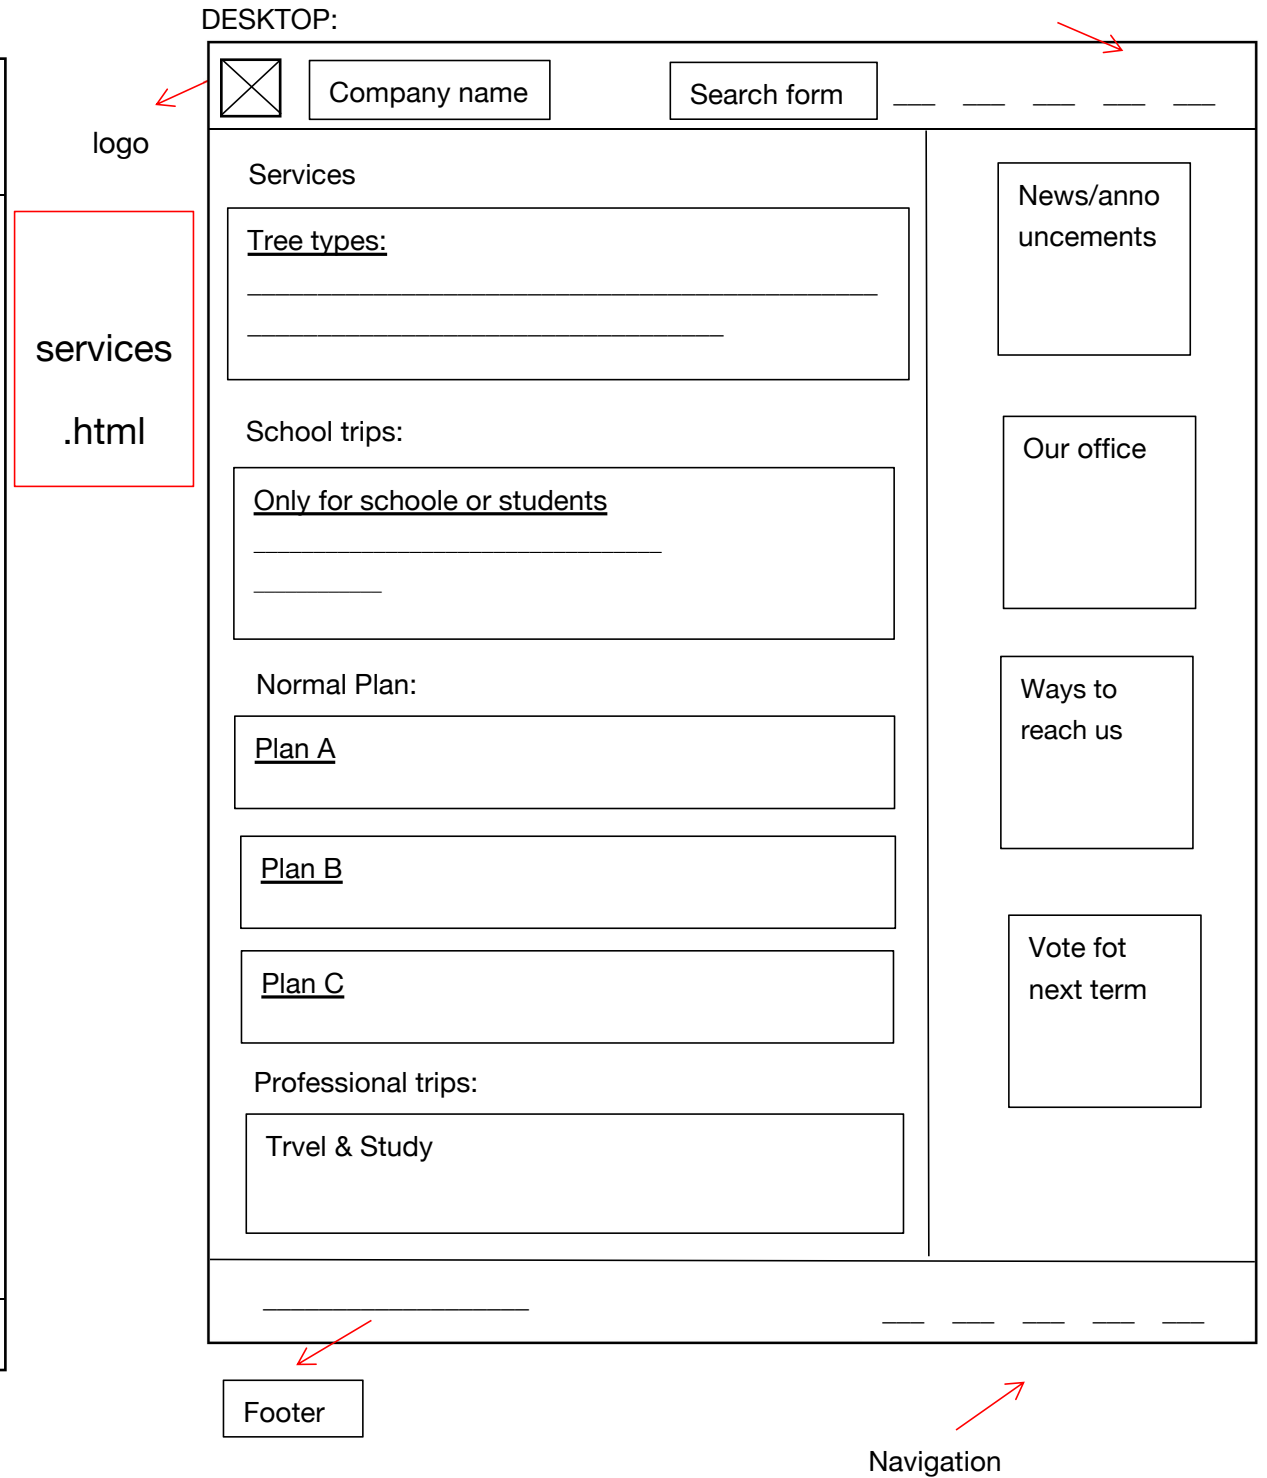 DESKTOP:
Company name
Search form
logo
Services
News/anno
uncements
Tree types:
services
.html
School trips:
Our office
Only for schoole or students
Normal Plan:
Ways to
reach us
Plan A
Plan B
Vote fot
next term
Plan C
Professional trips:
Trvel & Study
Footer
Navigation